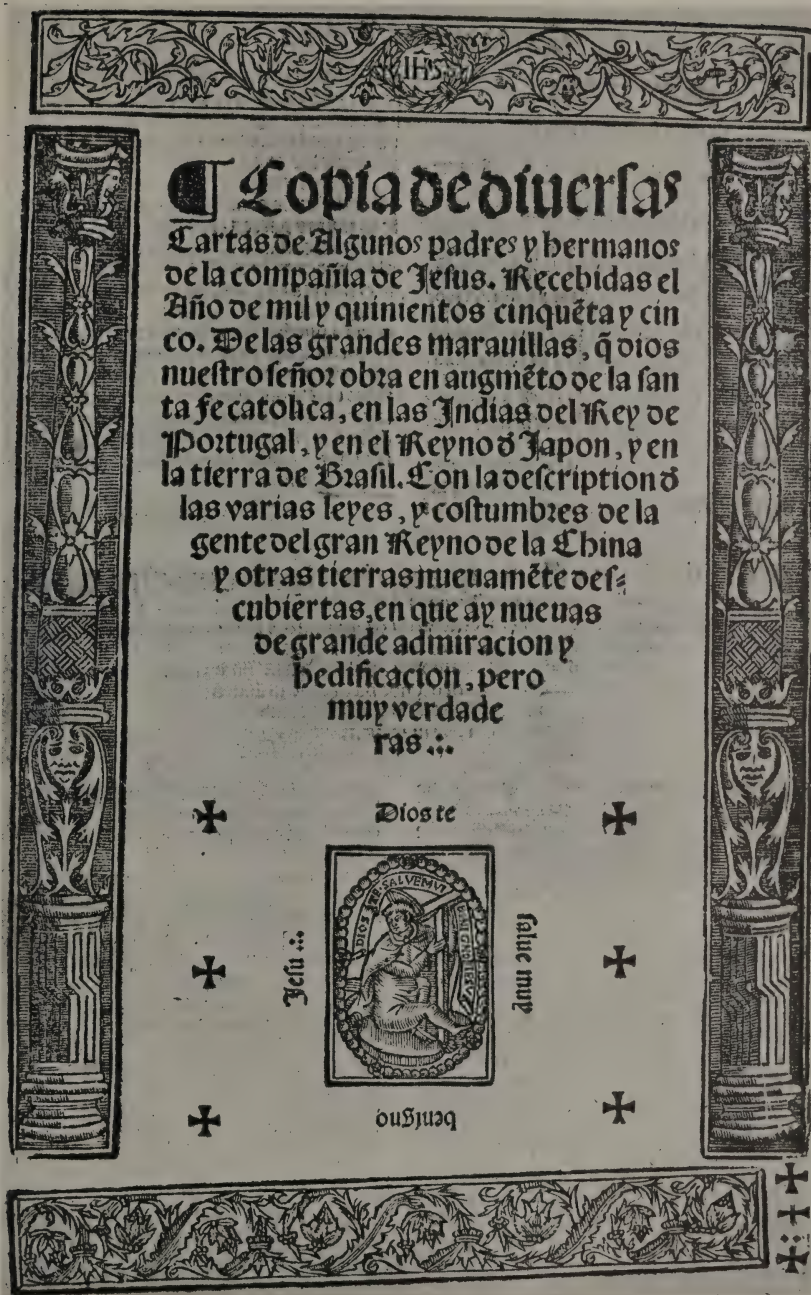 IHS
¶ Copia de diuersas
Cartas de Algunos padres y hermanos
de la compañia de Jesus. Recebidas el
Año de mil y quinientos cinquẽta y cin
co. De las grandes marauillas, q̃ dios
nuestro señor obra en augmẽto de la san
ta fe catolica, en las Indias del Rey de
Portugal, y en el Reyno d̃ Japon, y en
la tierra de Brasil. Con la description d̃
las varias leyes, y costumbres de la
gente del gran Reyno de la China
y otras tierras nueuamẽte des⸗
cubiertas, en que ay nueuas
de grande admiracion y
hedificacion, pero
muy verdade
ras .:.
Dios te
salue muy
benigno
Jesu .:.
DIOS TE SALVE MVI